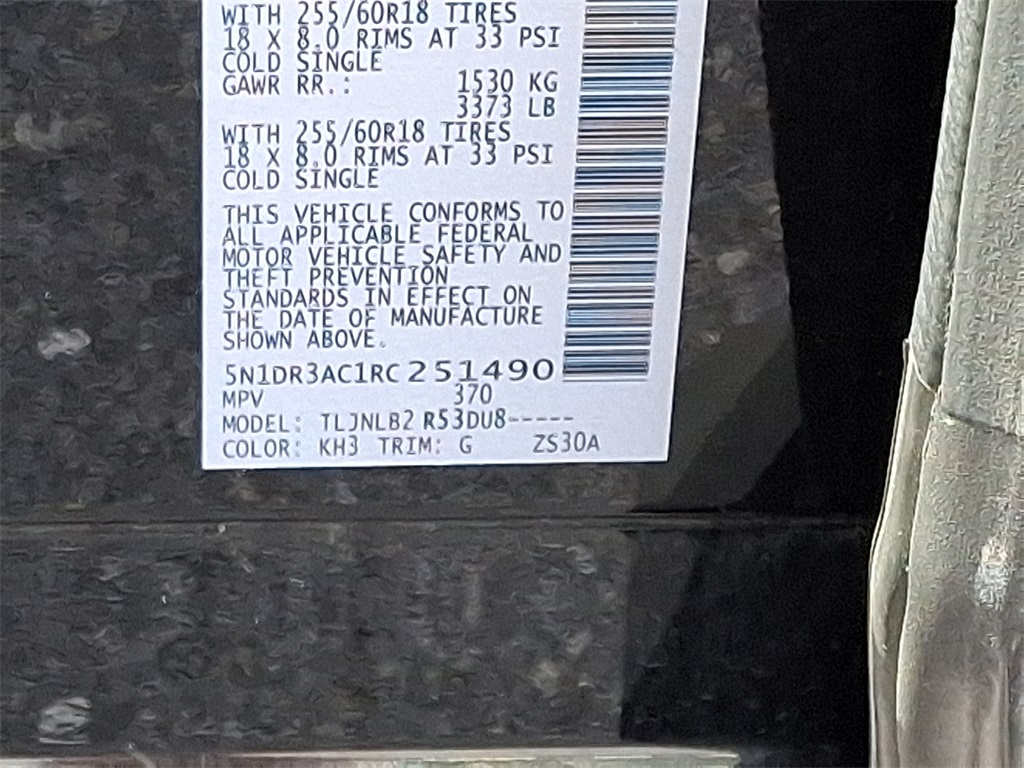 WITH 255/60R18 TIRES
18 X 8.0 RIMS AT 33 PSI
COLD SINGLE
GAWR RR.: 1530 KG
3373 LB
WITH 255/60R18 TIRES
18 X 8.0 RIMS AT 33 PSI
COLD SINGLE
THIS VEHICLE CONFORMS TO
ALL APPLICABLE FEDERAL
MOTOR VEHICLE SAFETY AND
THEFT PREVENTION
STANDARDS IN EFFECT ON
THE DATE OF MANUFACTURE
SHOWN ABOVE.
5N1DR3AC1RC251490
MPV 370
MODEL: TLJNLB2 R53DU8-----
COLOR: KH3 TRIM: G ZS30A